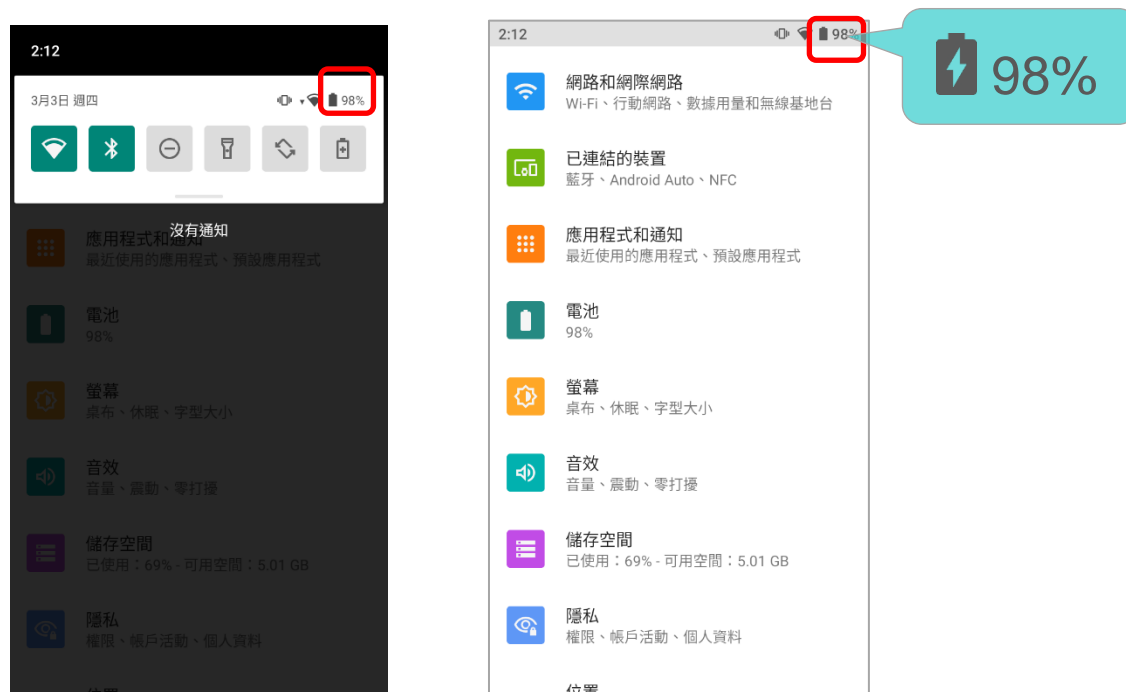 2:12
3月3日 週四
98%
沒有通知
應用程式和通知
最近使用的應用程式、預設應用程式
電池
98%
螢幕
桌布、休眠、字型大小
音效
音量、震動、零打擾
儲存空間
已使用：69% - 可用空間：5.01 GB
隱私
權限、帳戶活動、個人資料
2:12
98%
網路和網際網路
Wi-Fi、行動網路、數據用量和無線基地台
已連結的裝置
藍牙、Android Auto、NFC
應用程式和通知
最近使用的應用程式、預設應用程式
電池
98%
螢幕
桌布、休眠、字型大小
音效
音量、震動、零打擾
儲存空間
已使用：69% - 可用空間：5.01 GB
隱私
權限、帳戶活動、個人資料
位置
98%